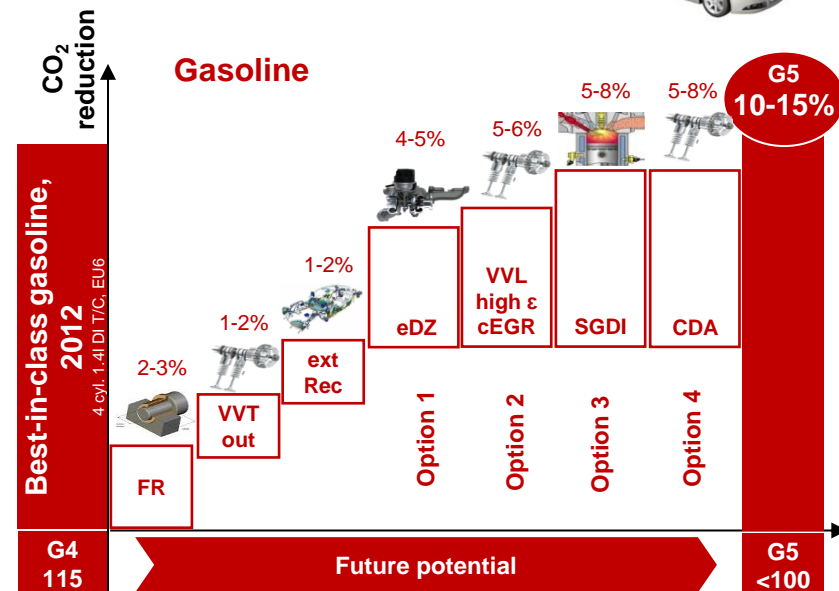 CO2
reduction
Gasoline
G5
10-15%
5-8%
5-8%
5-6%
4-5%
1-2%
1-2%
2-3%
Best-in-class gasoline,
2012
4 cyl. 1.4l DI T/C, EU6
FR
VVT
out
ext
Rec
eDZ
VVL
high ε
cEGR
SGDI
CDA
Option 1
Option 2
Option 3
Option 4
G4
115
Future potential
G5
<100